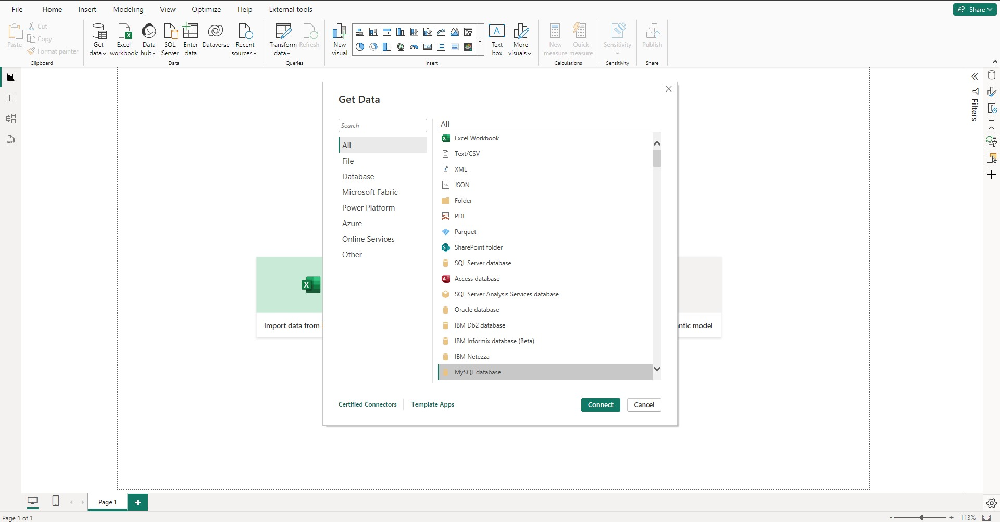 File Home Insert Modeling View Optimize Help External tools Share
Paste
Cut
Copy
Format painter
Clipboard
Get data
Excel workbook
Data hub
SQL Server
Enter data
Dataverse
Recent sources
Data
Transform data
Refresh
Queries
New visual
123
Insert
A
Text box
More visuals
New measure
Quick measure
Calculations
Sensitivity
Sensitivity
Publish
Share
DAX
Filters
Get Data
Search
All
File
Database
Microsoft Fabric
Power Platform
Azure
Online Services
Other
All
Excel Workbook
Text/CSV
XML
JSON
Folder
PDF
Parquet
SharePoint folder
SQL Server database
Access database
SQL Server Analysis Services database
Oracle database
IBM Db2 database
IBM Informix database (Beta)
IBM Netezza
MySQL database
Certified Connectors
Template Apps
Connect
Cancel
Import data from
ntic model
Page 1
Page 1 of 1
- + 113%